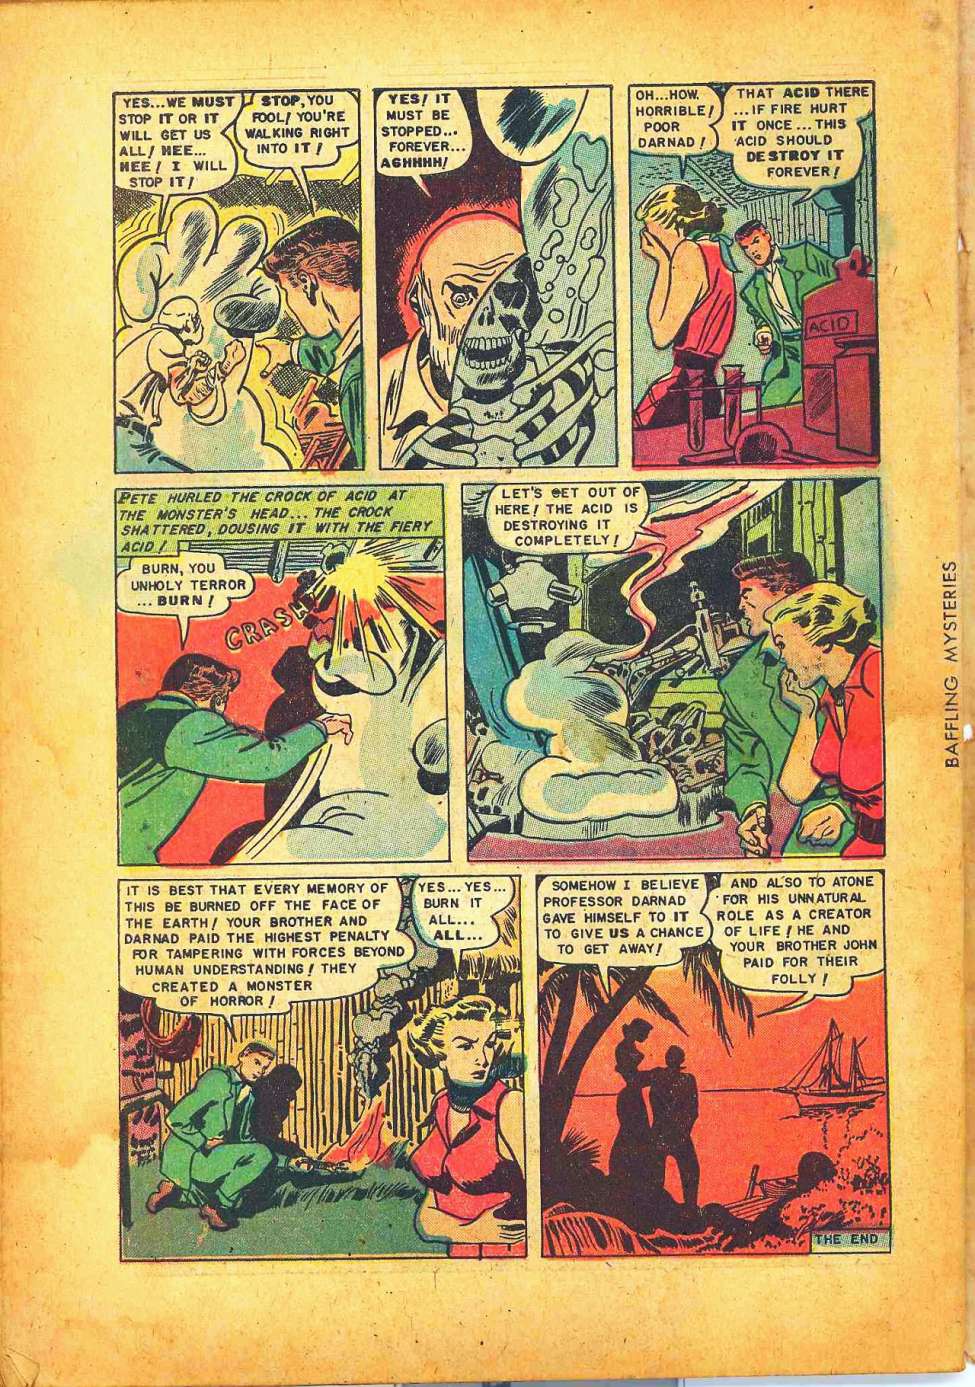 YES...WE MUST
STOP IT OR IT
WILL GET US
ALL! HEE...
HEE! I WILL
STOP IT!
STOP, YOU
FOOL! YOU'RE
WALKING RIGHT
INTO IT!
YES! IT
MUST BE
STOPPED...
FOREVER...
AGHHHH!
OH...HOW
HORRIBLE!
POOR
DARNAD!
THAT ACID THERE
...IF FIRE HURT
IT ONCE...THIS
ACID SHOULD
DESTROY IT
FOREVER!
ACID
PETE HURLED THE CROCK OF ACID AT
THE MONSTER'S HEAD... THE CROCK
SHATTERED, DOUSING IT WITH THE FIERY
ACID!
BURN, YOU
UNHOLY TERROR
...BURN!
CRASH
LET'S GET OUT OF
HERE! THE ACID IS
DESTROYING IT
COMPLETELY!
IT IS BEST THAT EVERY MEMORY OF
THIS BE BURNED OFF THE FACE OF
THE EARTH! YOUR BROTHER AND
DARNAD PAID THE HIGHEST PENALTY
FOR TAMPERING WITH FORCES BEYOND
HUMAN UNDERSTANDING! THEY
CREATED A MONSTER
OF HORROR!
YES...YES...
BURN IT
ALL...
ALL...
SOMEHOW I BELIEVE
PROFESSOR DARNAD
GAVE HIMSELF TO IT
TO GIVE US A CHANCE
TO GET AWAY!
AND ALSO TO ATONE
FOR HIS UNNATURAL
ROLE AS A CREATOR
OF LIFE! HE AND
YOUR BROTHER JOHN
PAID FOR THEIR
FOLLY!
THE END
BAFFLING MYSTERIES